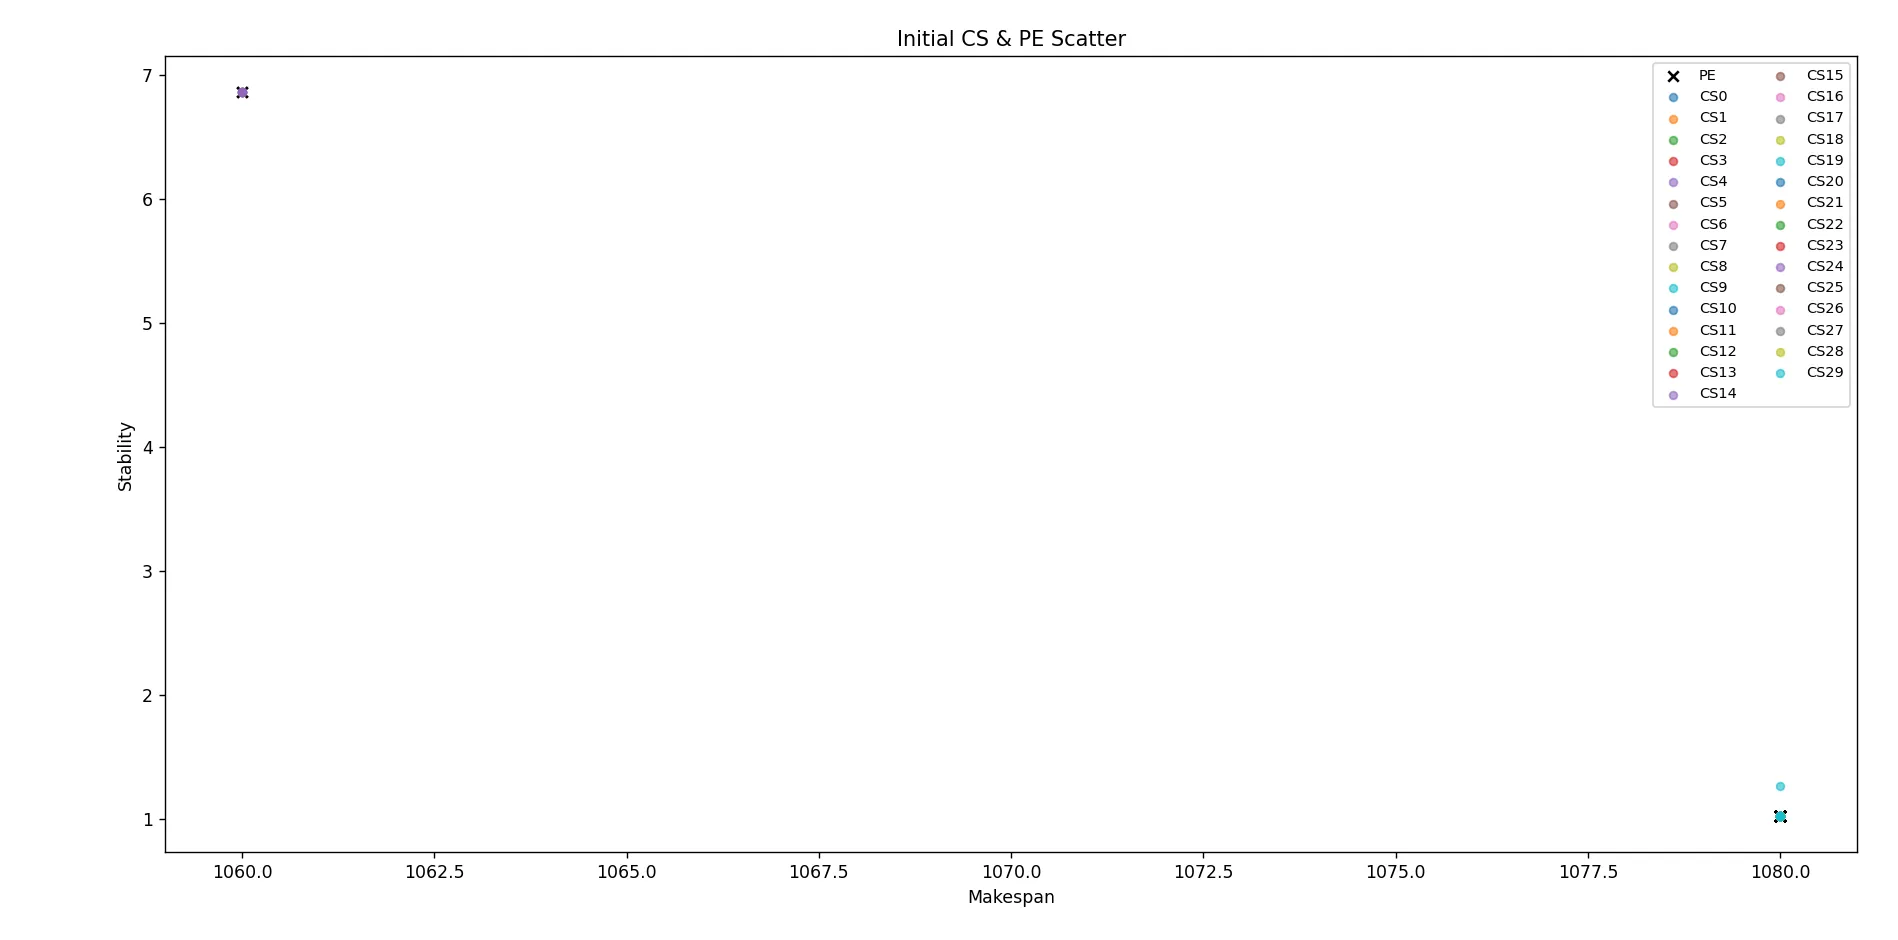 Initial CS & PE Scatter
7
6
5
4
3
2
1
Stability
1060.0
1062.5
1065.0
1067.5
1070.0
1072.5
1075.0
1077.5
1080.0
Makespan
PE
CS0
CS1
CS2
CS3
CS4
CS5
CS6
CS7
CS8
CS9
CS10
CS11
CS12
CS13
CS14
CS15
CS16
CS17
CS18
CS19
CS20
CS21
CS22
CS23
CS24
CS25
CS26
CS27
CS28
CS29